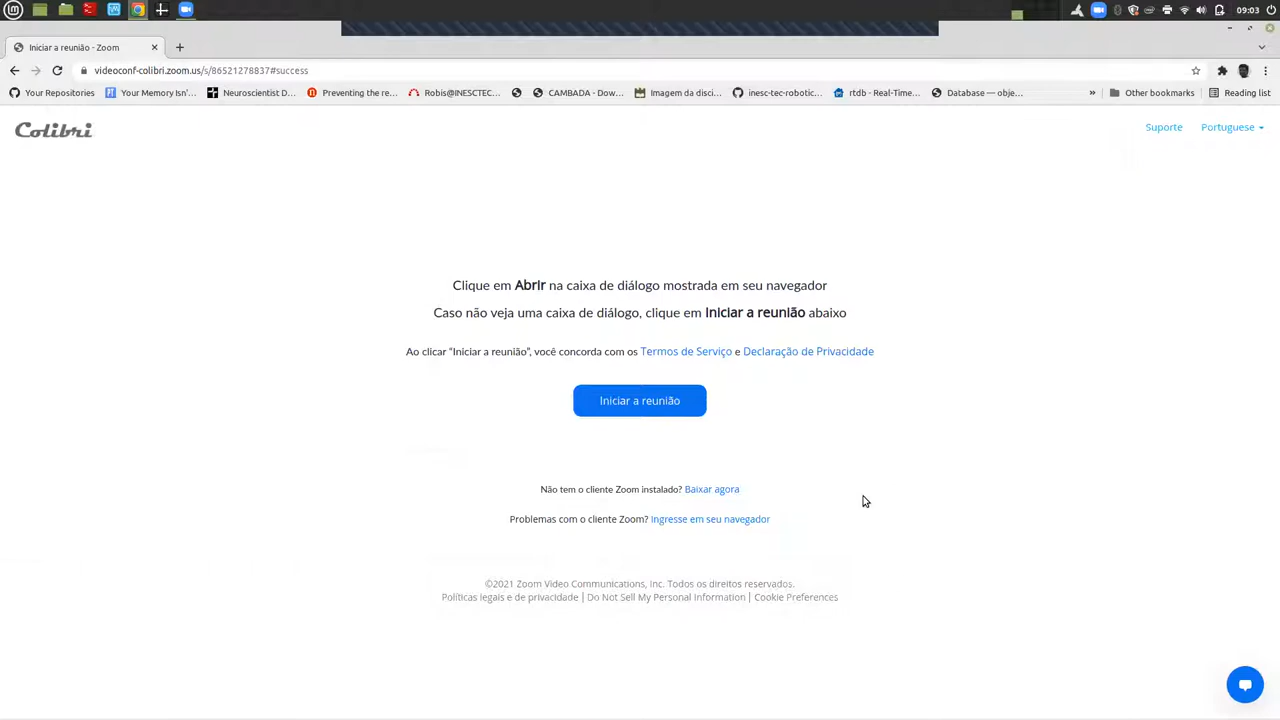 09:03
Iniciar a reunião - Zoom
videoconf-colibri.zoom.us/s/86521278837#success
Your Repositories
Your Memory Isn'...
Neuroscientist D...
Preventing the re...
Robis@INESCTEC...
CAMBADA - Dow...
Imagem da disci...
inesc-tec-robotic...
rtdb - Real-Time...
Database — obje...
»
Other bookmarks
Reading list
Colibri
Suporte
Portuguese
Clique em Abrir na caixa de diálogo mostrada em seu navegador
Caso não veja uma caixa de diálogo, clique em Iniciar a reunião abaixo
Ao clicar “Iniciar a reunião”, você concorda com os Termos de Serviço e Declaração de Privacidade
Iniciar a reunião
Não tem o cliente Zoom instalado? Baixar agora
Problemas com o cliente Zoom? Ingresse em seu navegador
©2021 Zoom Video Communications, Inc. Todos os direitos reservados.
Políticas legais e de privacidade | Do Not Sell My Personal Information | Cookie Preferences